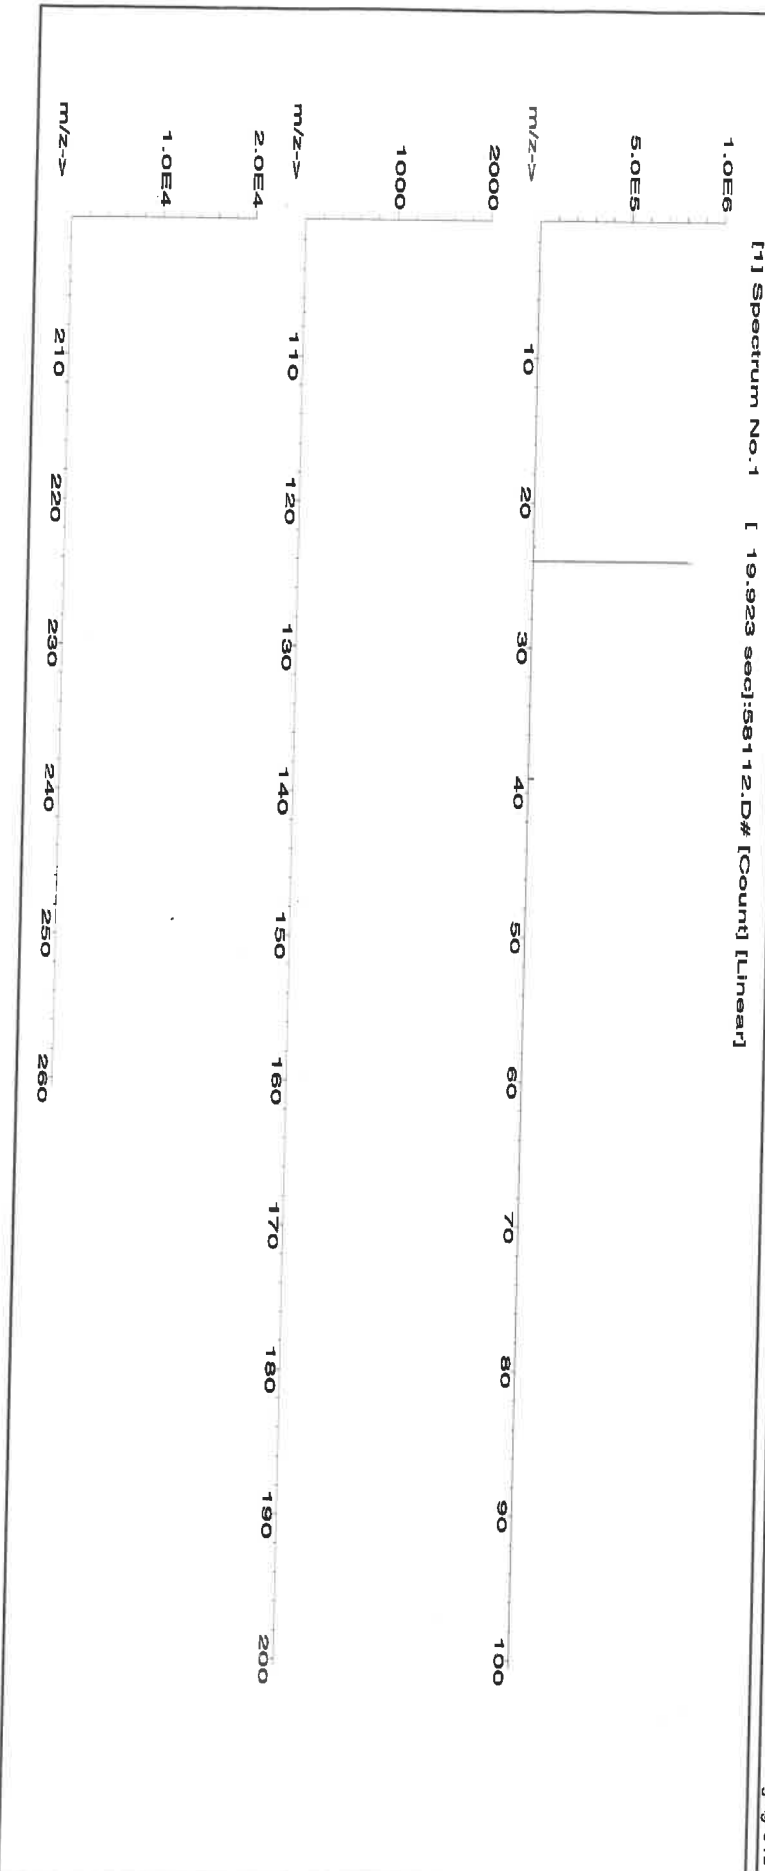 [1] Spectrum No.1 [ 19.923 sec]:58112.D# [Count] [Linear]
1.0E6
5.0E5
m/z-> 10 20 30 40 50 60 70 80 90 100
2000
1000
m/z-> 110 120 130 140 150 160 170 180 190 200
2.0E4
1.0E4
m/z-> 210 220 230 240 250 260